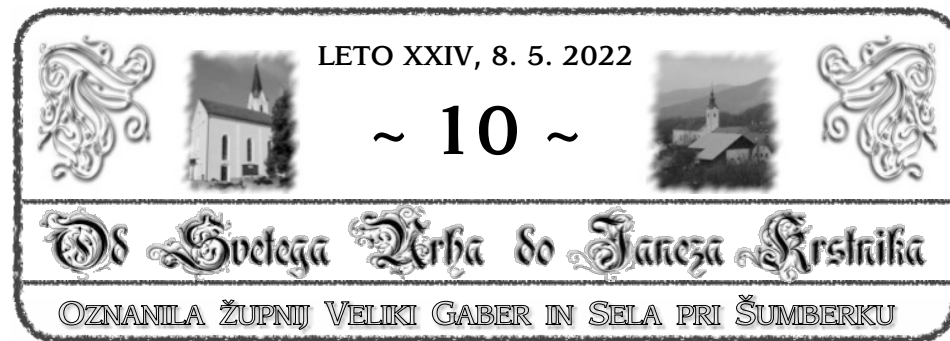 LETO XXIV, 8. 5. 2022
~ 10 ~
Od Svetega Urha do Janeza Krstnika
OZNANILA ŽUPNIJ VELIKI GABER IN SELA PRI ŠUMBERKU